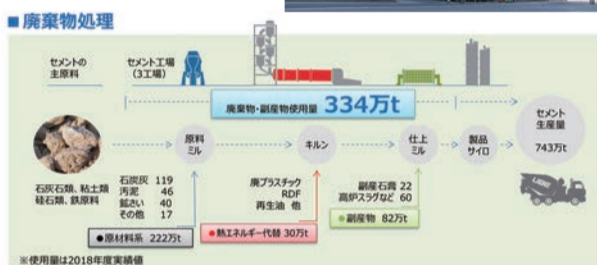 ■廃棄物処理
セメントの
主原料
セメント工場
(3工場)
廃棄物・副産物使用量 334万t
原料
ミル
キルン
仕上
ミル
製品
サイロ
セメント
生産量
743万t
石灰石類、粘土類
硅石類、鉄原料
石炭灰 119
汚泥 46
鉱さい 40
その他 17
廃プラスチック
RDF
再生油 他
副産石膏 22
高炉スラグなど 60
●原材料系 222万t
●熱エネルギー代替 30万t
●副産物 82万t
※使用量は2018年度実績値